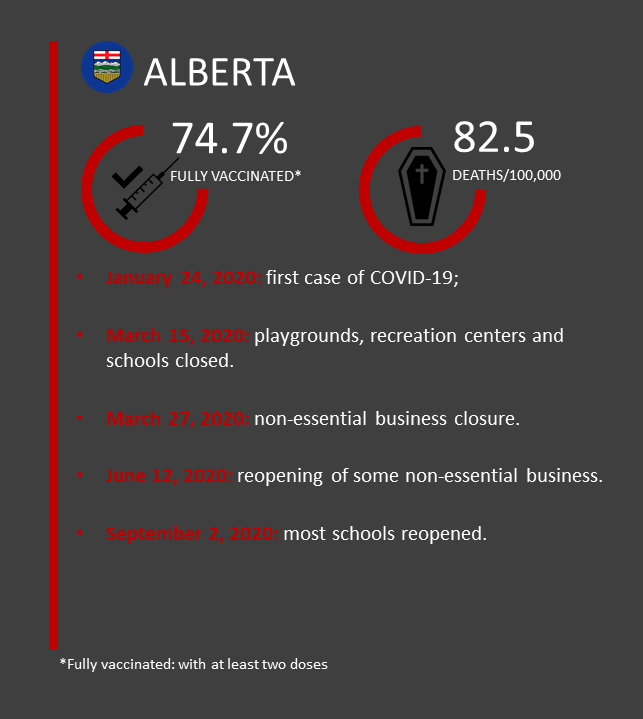 ALBERTA
74.7%
FULLY VACCINATED*
82.5
DEATHS/100,000
• January 24, 2020: first case of COVID-19;
• March 15, 2020: playgrounds, recreation centers and
schools closed.
• March 27, 2020: non-essential business closure.
• June 12, 2020: reopening of some non-essential business.
• September 2, 2020: most schools reopened.
*Fully vaccinated: with at least two doses